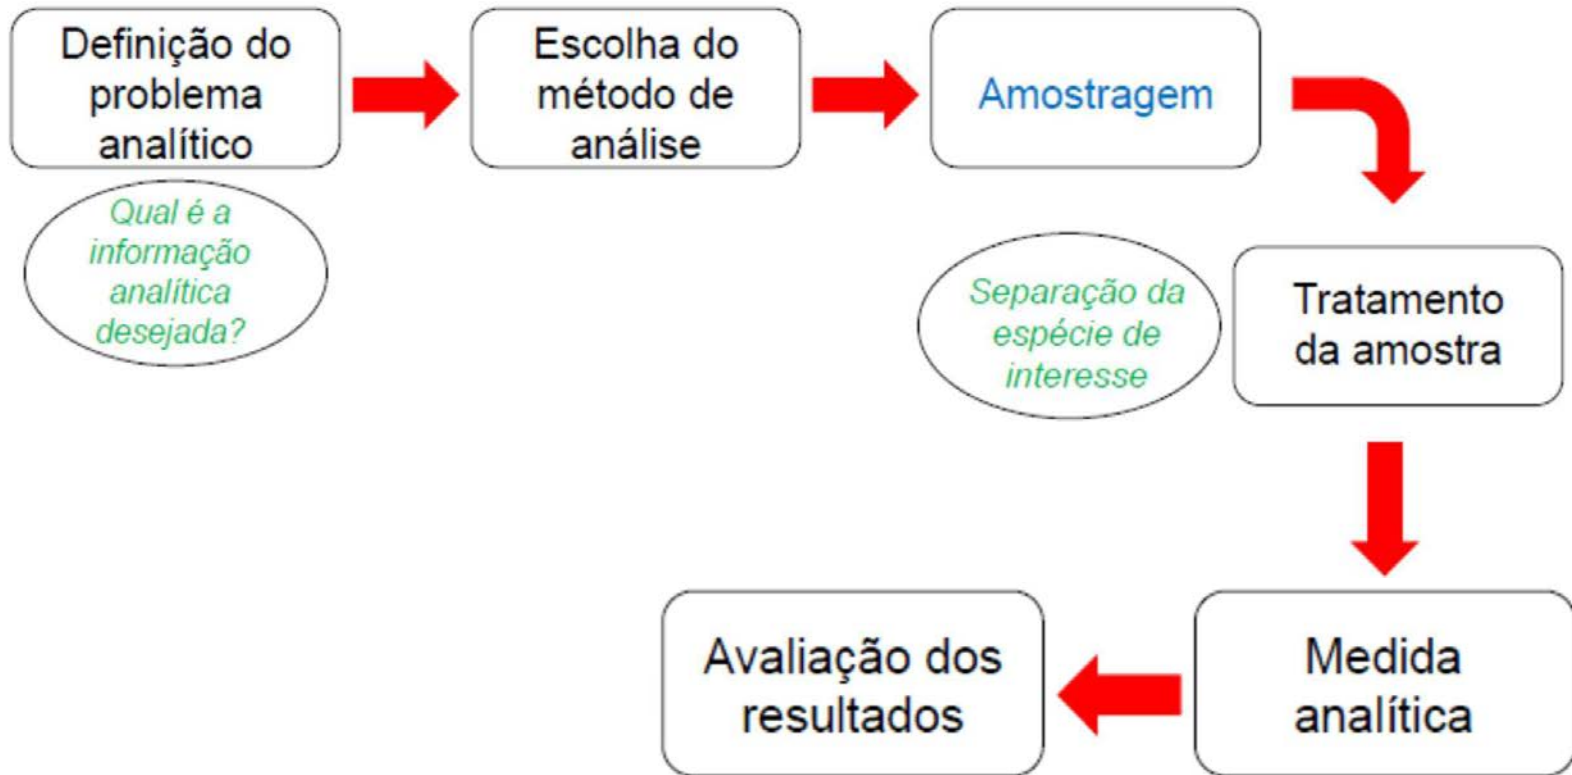 Definição do
problema
analítico
Qual é a
informação
analítica
desejada?
Escolha do
método de
análise
Amostragem
Separação da
espécie de
interesse
Tratamento
da amostra
Medida
analítica
Avaliação dos
resultados